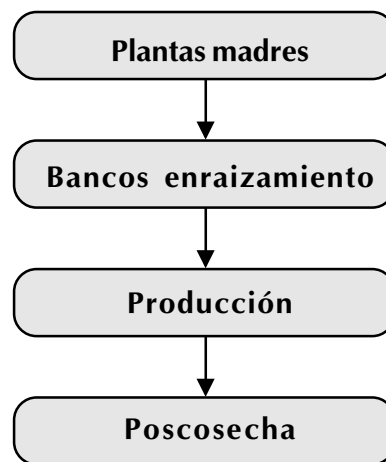 Plantas madres
Bancos enraizamiento
Producción
Poscosecha